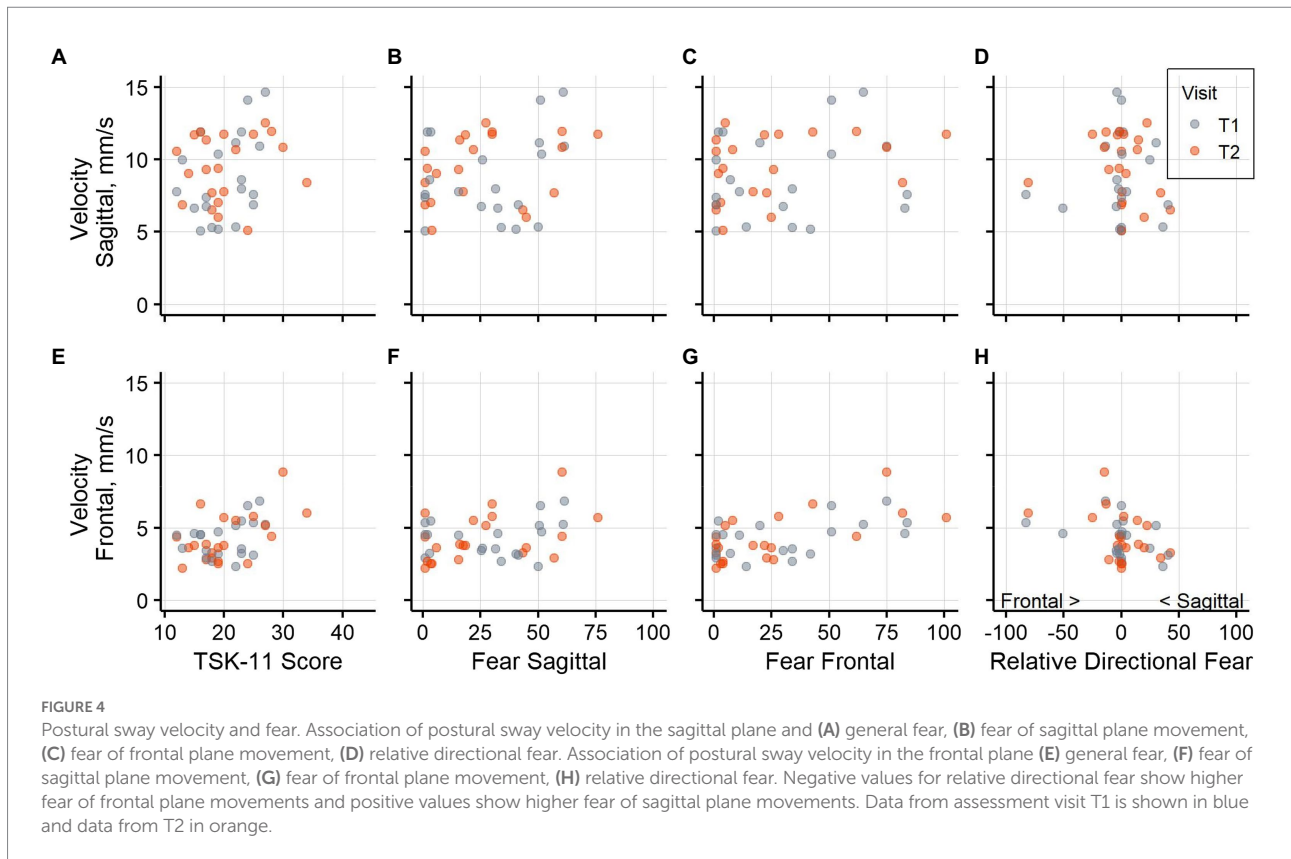 A
B
C
D
Velocity
Sagittal, mm/s
15
10
5
0
Visit
T1
T2
E
F
G
H
Velocity
Frontal, mm/s
15
10
5
0
Frontal >
< Sagittal
10 20 30 40
0 25 50 75 100
0 25 50 75 100
-100 -50 0 50 100
TSK-11 Score
Fear Sagittal
Fear Frontal
Relative Directional Fear
FIGURE 4
Postural sway velocity and fear. Association of postural sway velocity in the sagittal plane and (A) general fear, (B) fear of sagittal plane movement,
(C) fear of frontal plane movement, (D) relative directional fear. Association of postural sway velocity in the frontal plane (E) general fear, (F) fear of
sagittal plane movement, (G) fear of frontal plane movement, (H) relative directional fear. Negative values for relative directional fear show higher
fear of frontal plane movements and positive values show higher fear of sagittal plane movements. Data from assessment visit T1 is shown in blue
and data from T2 in orange.